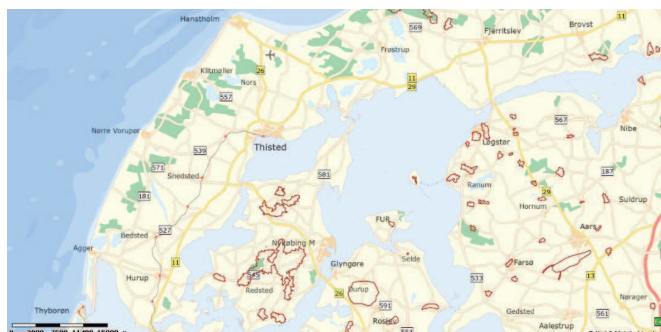 Hanstholm
569
Fjerritslev
Brovst
11
Frøstrup
26
Klitmøller
Nors
11
29
557
567
Nibe
Nørre Vorupør
Thisted
Løgstør
539
571
Snedsted
581
187
181
Ranum
29
Suldrup
Hornum
FUR
527
Bedsted
Aars
Agger
Nykøbing M
Selde
Glyngøre
Farsø
11
Hurup
545
533
13
Redsted
26
Durup
591
Thyborøn
Gedsted
561
Nørager
Aalestrup